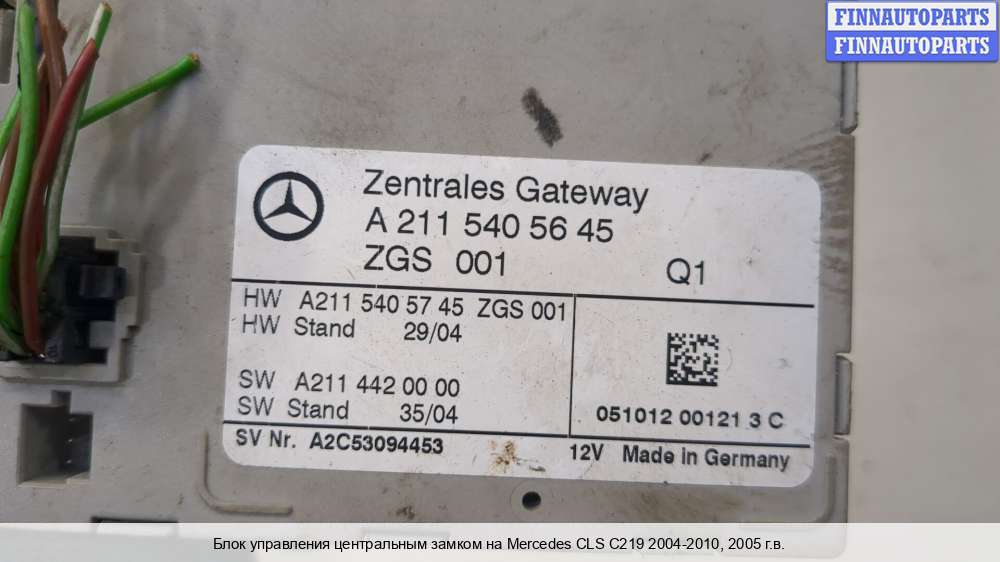 FINNAUTOPARTS
FINNAUTOPARTS
Zentrales Gateway
A 211 540 56 45
ZGS 001 Q1
HW A211 540 57 45 ZGS 001
HW Stand 29/04
SW A211 442 00 00
SW Stand 35/04
051012 00121 3 C
SV Nr. A2C53094453 12V Made in Germany
Блок управления центральным замком на Mercedes CLS C219 2004-2010, 2005 г.в.